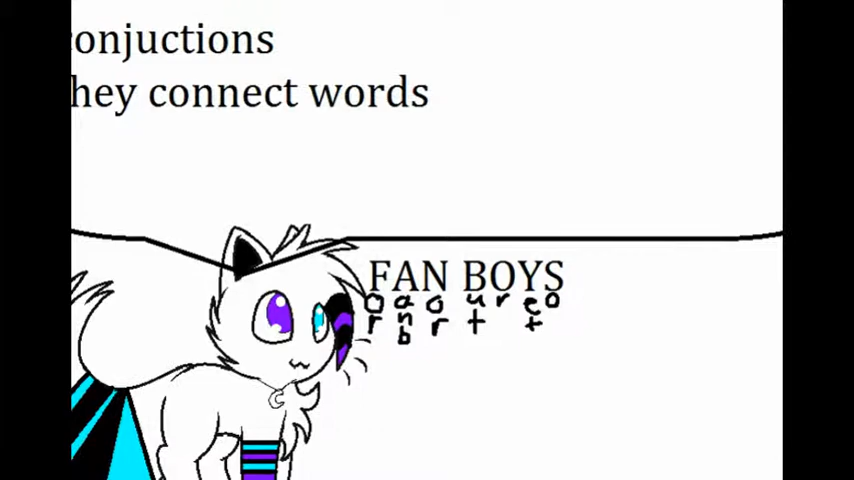 onjuctions
hey connect words
FAN BOYS
o a o u r e o
r n r t t
b